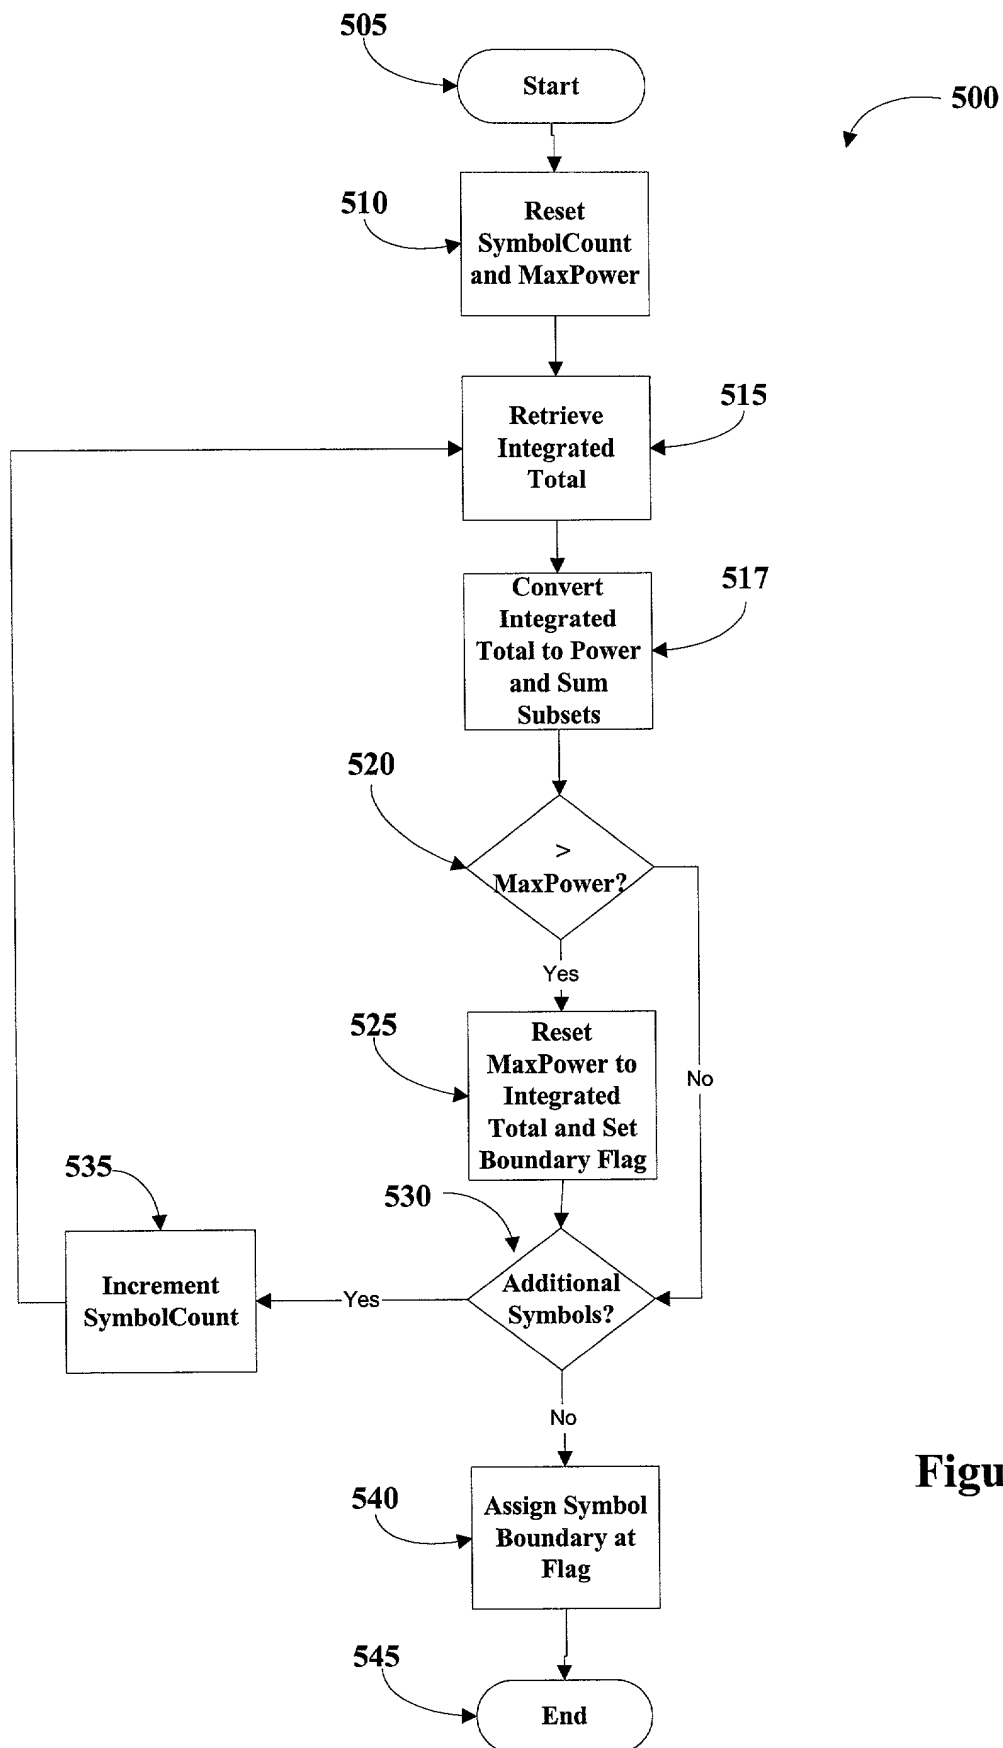 505
Start
500
510
Reset
SymbolCount
and MaxPower
515
Retrieve
Integrated
Total
517
Convert
Integrated
Total to Power
and Sum
Subsets
520
>
MaxPower?
Yes
No
525
Reset
MaxPower to
Integrated
Total and Set
Boundary Flag
530
535
Additional
Symbols?
Yes
Increment
SymbolCount
No
540
Assign Symbol
Boundary at
Flag
Figu
545
End